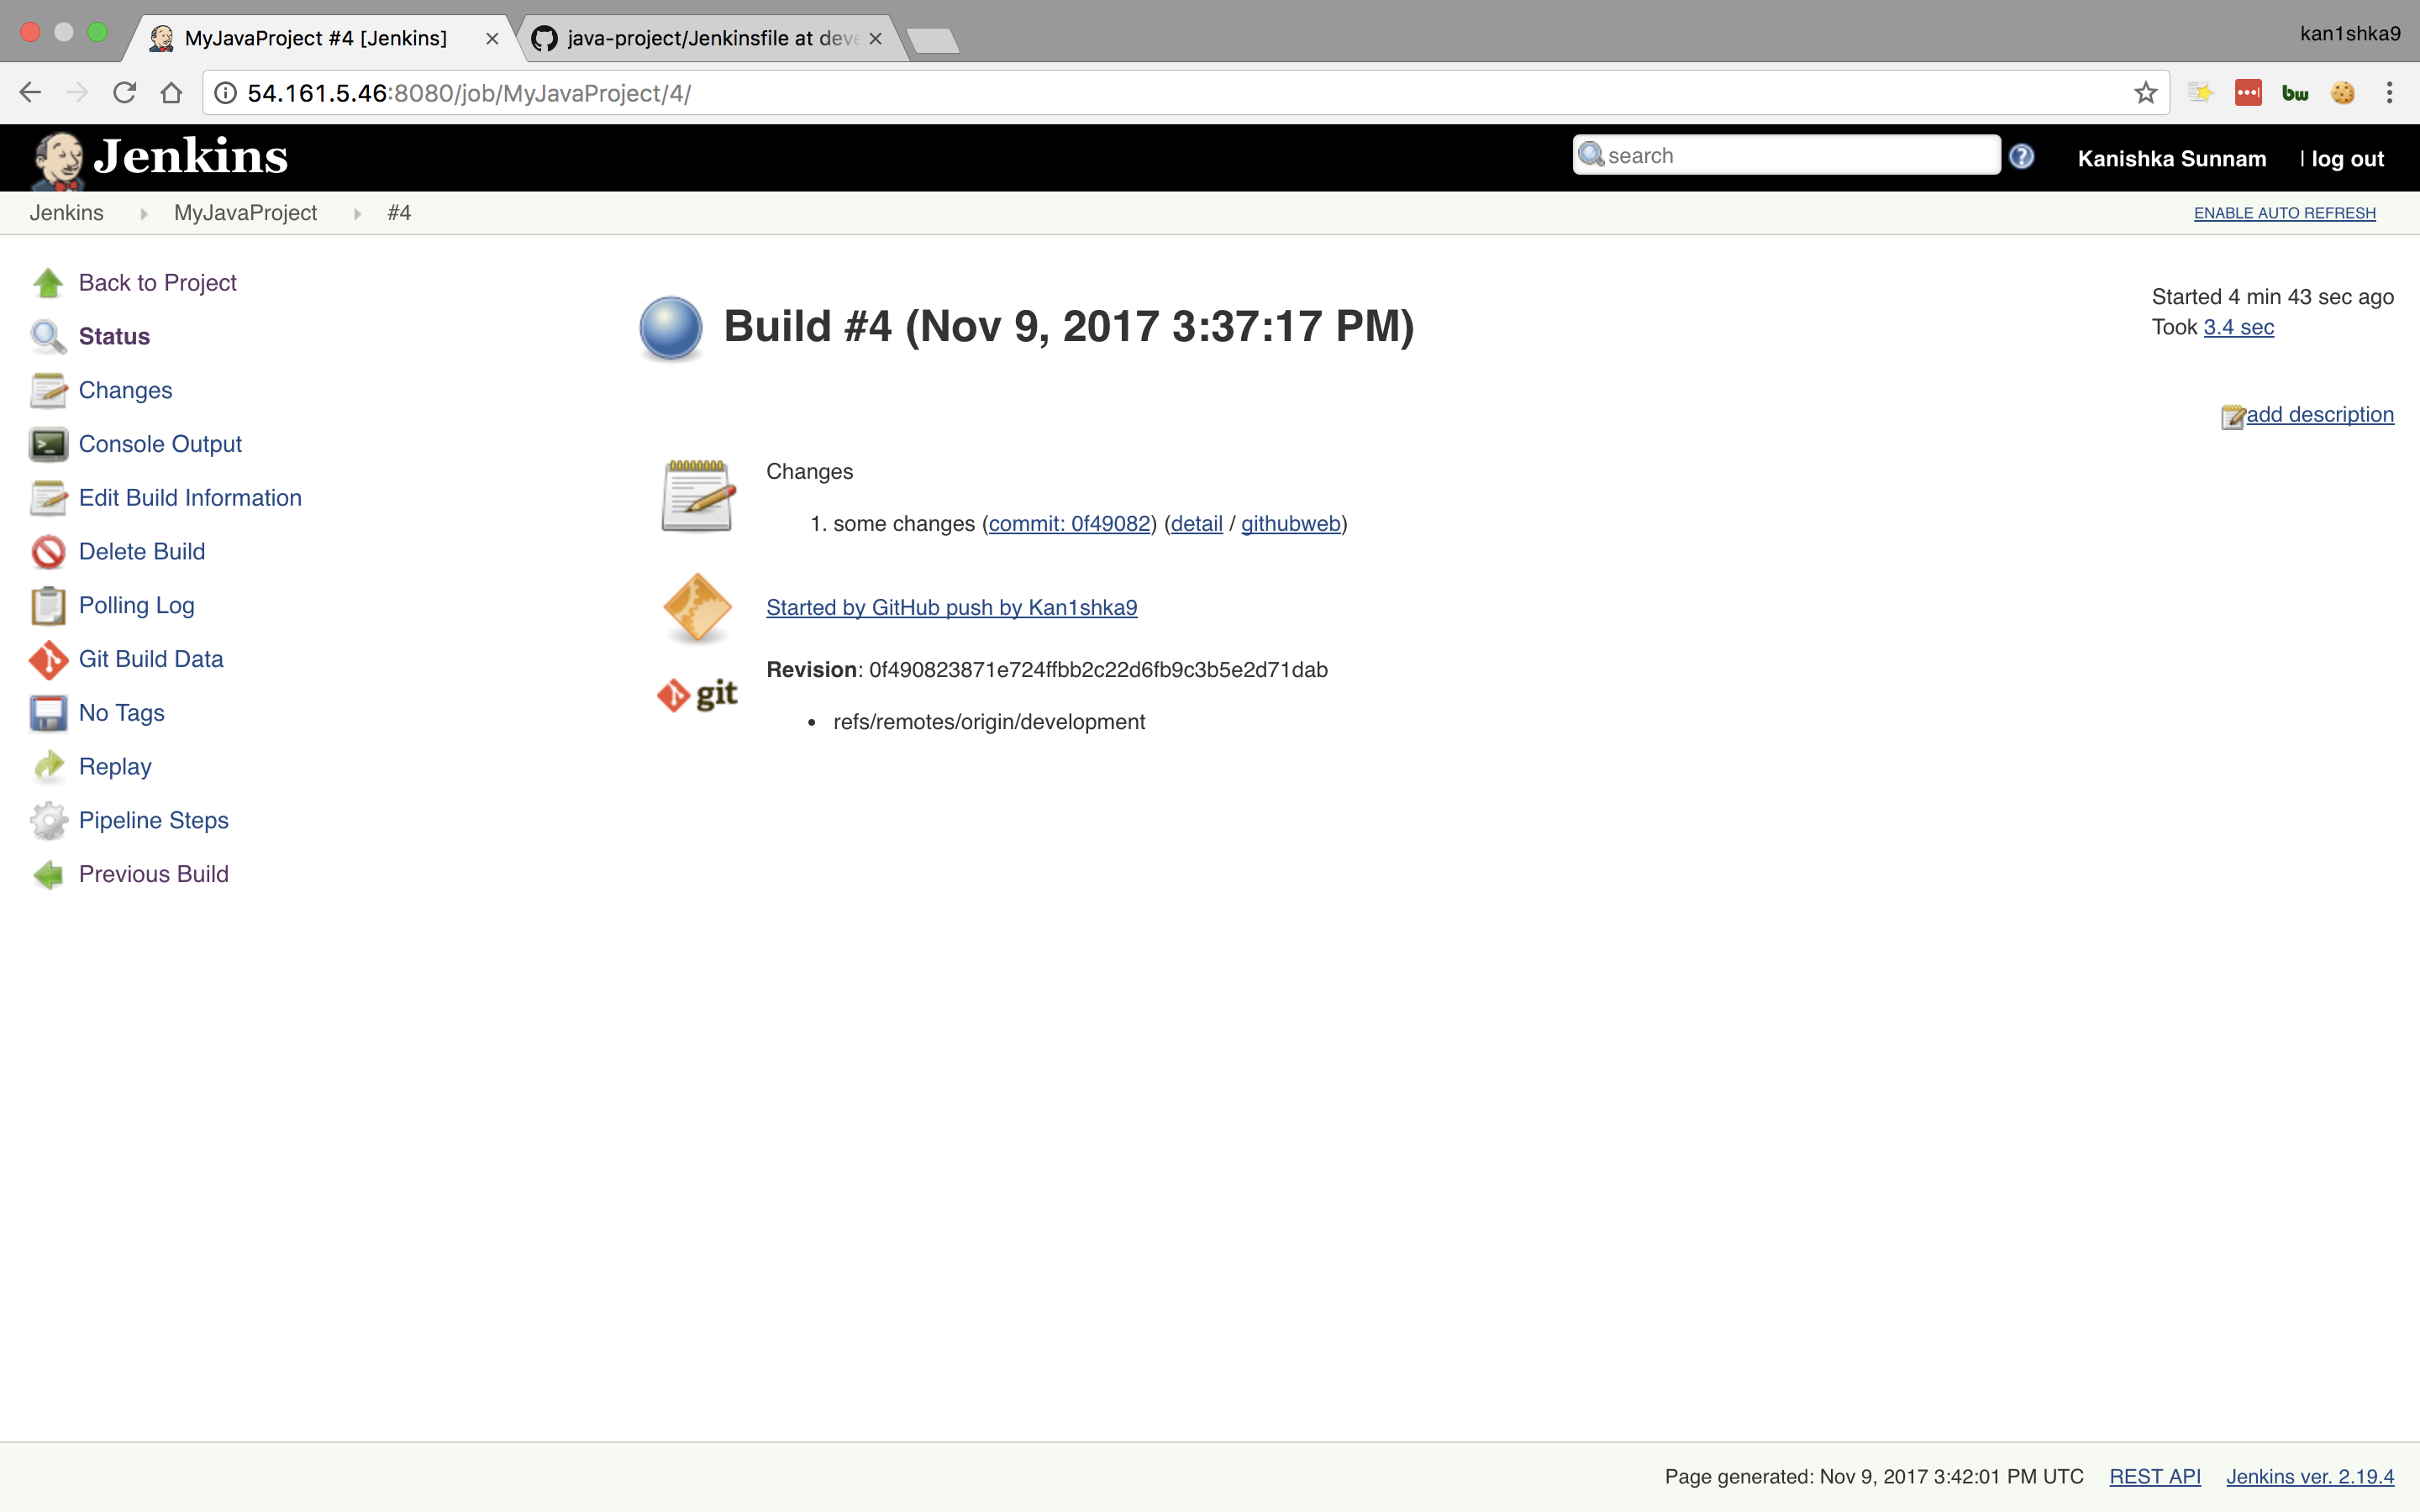 MyJavaProject #4 [Jenkins]
java-project/Jenkinsfile at deve
kan1shka9
54.161.5.46:8080/job/MyJavaProject/4/
bw
Jenkins
search
Kanishka Sunnam
| log out
Jenkins
MyJavaProject
#4
ENABLE AUTO REFRESH
Back to Project
Status
Changes
Console Output
Edit Build Information
Delete Build
Polling Log
Git Build Data
No Tags
Replay
Pipeline Steps
Previous Build
Build #4 (Nov 9, 2017 3:37:17 PM)
Started 4 min 43 sec ago
Took 3.4 sec
add description
Changes
1. some changes (commit: 0f49082) (detail / githubweb)
Started by GitHub push by Kan1shka9
git
Revision: 0f490823871e724ffbb2c22d6fb9c3b5e2d71dab
• refs/remotes/origin/development
Page generated: Nov 9, 2017 3:42:01 PM UTC
REST API
Jenkins ver. 2.19.4